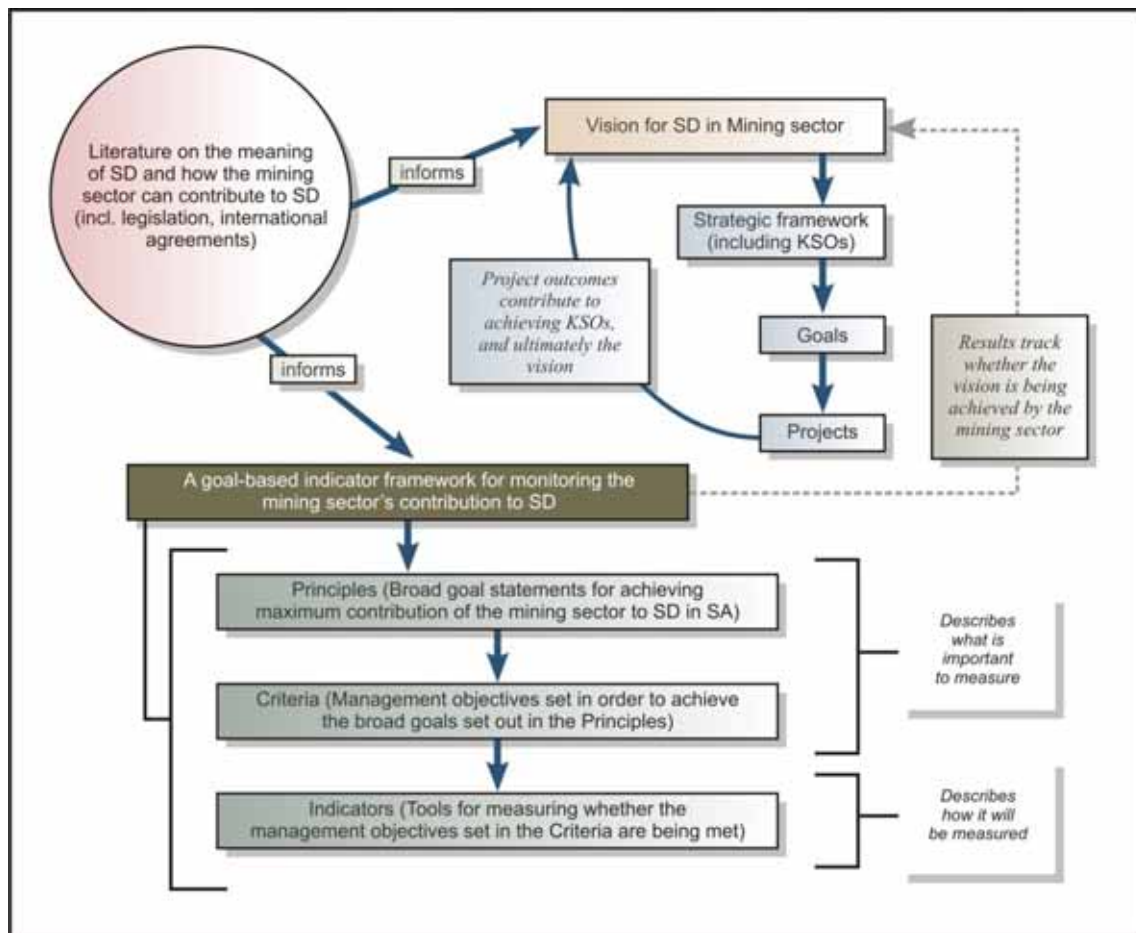 Literature on the meaning
of SD and how the mining
sector can contribute to SD
(incl. legislation, international
agreements)
informs
Vision for SD in Mining sector
Strategic framework
(including KSOs)
Goals
Projects
Project outcomes
contribute to
achieving KSOs,
and ultimately the
vision
Results track
whether the
vision is being
achieved by the
mining sector
informs
A goal-based indicator framework for monitoring the
mining sector's contribution to SD
Principles (Broad goal statements for achieving
maximum contribution of the mining sector to SD in SA)
Criteria (Management objectives set in order to achieve
the broad goals set out in the Principles)
Indicators (Tools for measuring whether the
management objectives set in the Criteria are being met)
Describes
what is
important
to measure
Describes
how it will
be measured